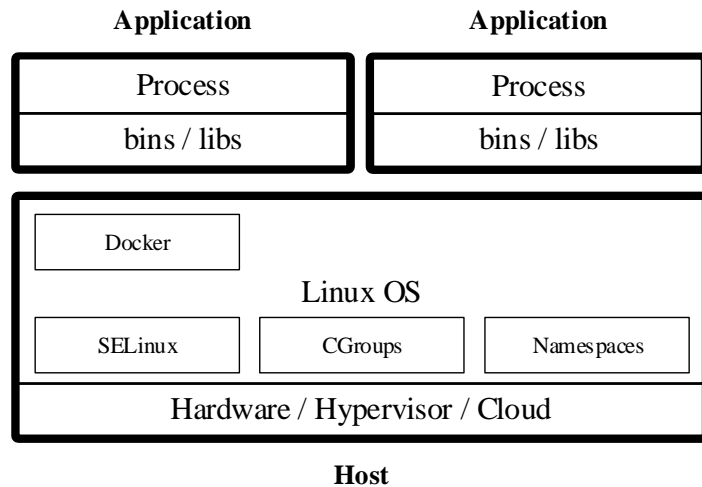 Application Application
Process Process
bins / libs bins / libs
Docker
Linux OS
SELinux CGroups Namespaces
Hardware / Hypervisor / Cloud
Host